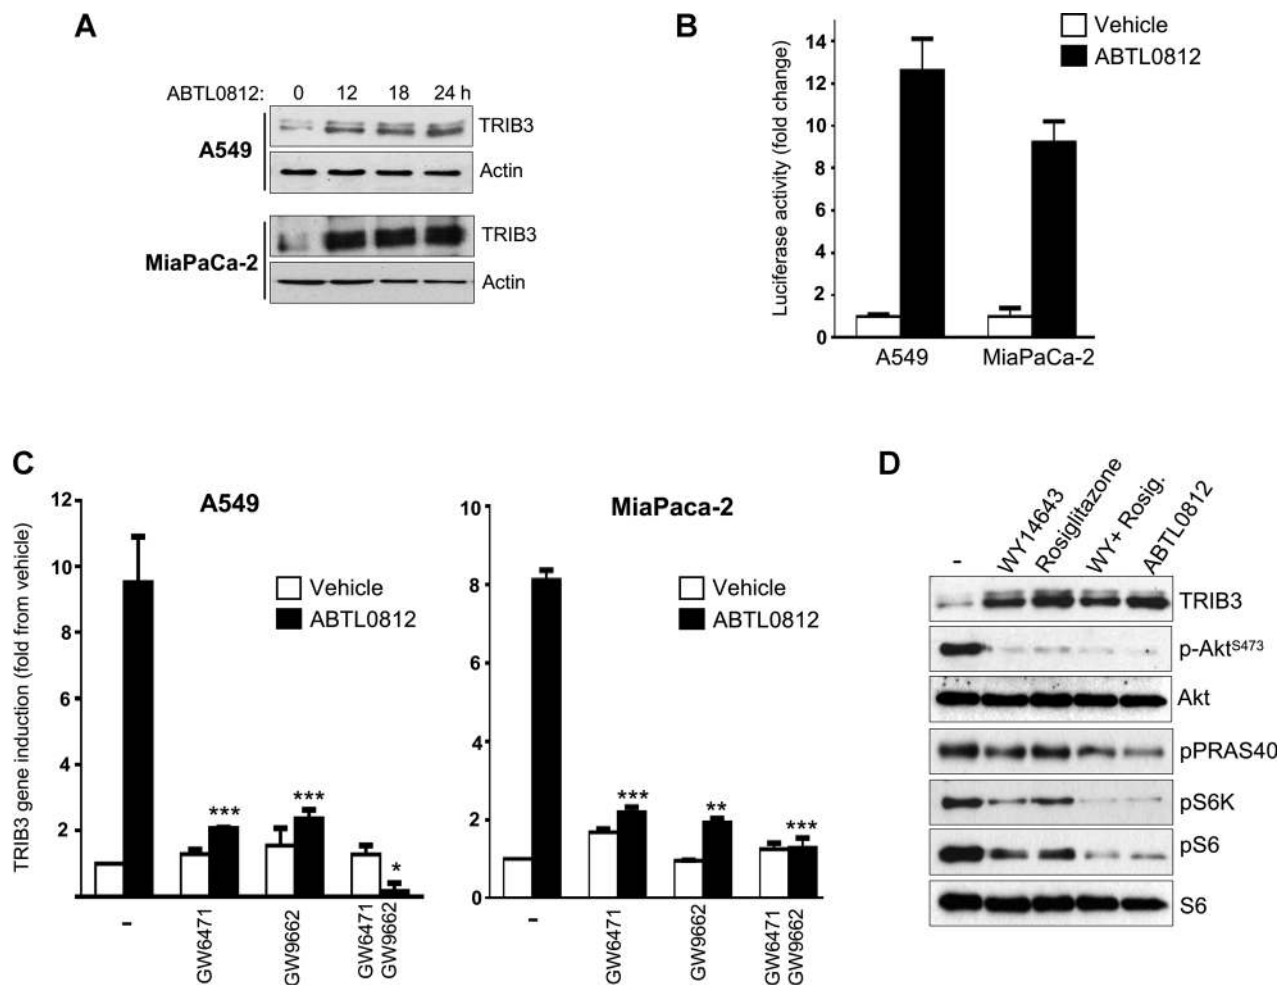 A
ABTL0812: 0 12 18 24 h
TRIB3
A549
Actin
TRIB3
MiaPaCa-2
Actin
B
Vehicle
ABTL0812
Luciferase activity (fold change)
14
12
10
8
6
4
2
0
A549 MiaPaCa-2
C
A549
TRIB3 gene induction (fold from vehicle)
12
10
8
6
4
2
Vehicle
ABTL0812
***
***
*
-
GW6471
GW9662
GW6471
GW9662
MiaPaca-2
10
8
6
4
2
0
Vehicle
ABTL0812
***
**
***
-
GW6471
GW9662
GW6471
GW9662
D
-
WY14643
Rosiglitazone
WY+ Rosig.
ABTL0812
TRIB3
p-AktS473
Akt
pPRAS40
pS6K
pS6
S6